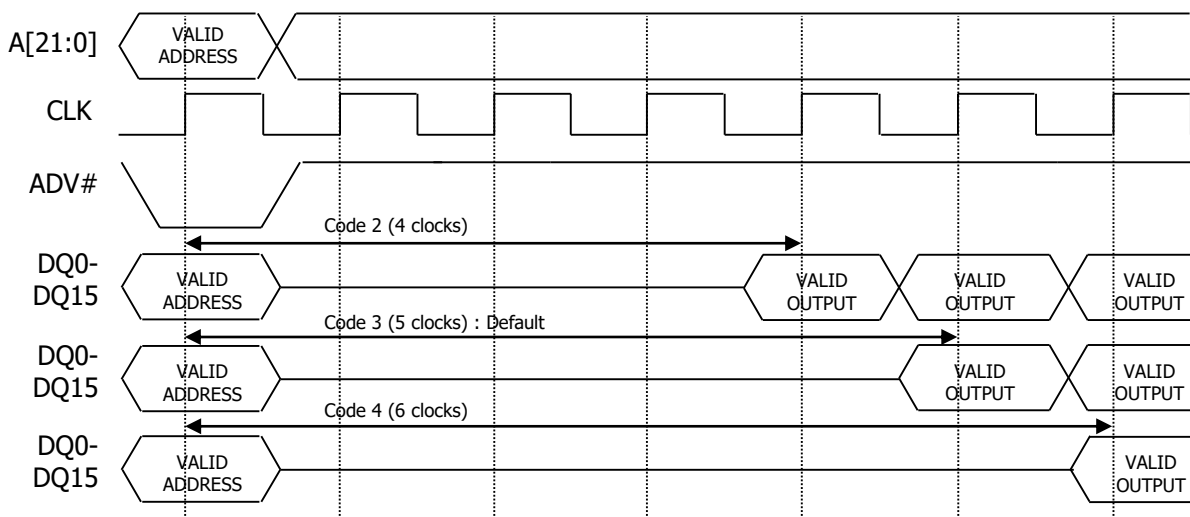 A[21:0]
VALID
ADDRESS
CLK
ADV#
Code 2 (4 clocks)
DQ0-
DQ15
VALID
ADDRESS
VALID
OUTPUT
VALID
OUTPUT
VALID
OUTPUT
Code 3 (5 clocks) : Default
DQ0-
DQ15
VALID
ADDRESS
VALID
OUTPUT
VALID
OUTPUT
Code 4 (6 clocks)
DQ0-
DQ15
VALID
ADDRESS
VALID
OUTPUT